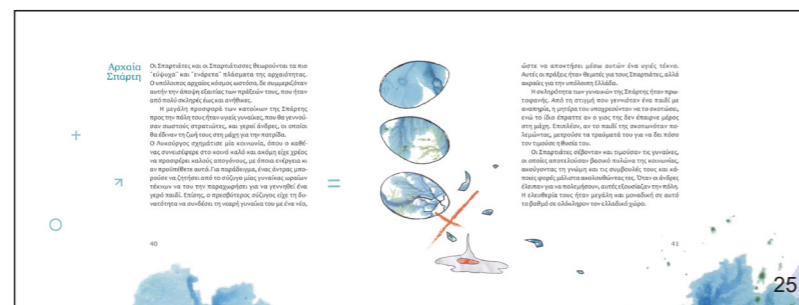 Αρχαία
Σπάρτη
Οι Σπαρτιάτες και οι Σπαρτιάτισσες θεωρούνται τα πιο
"εύψυχα" και "ενάρετα" πλάσματα της αρχαιότητας.
Ο υπόλοιπος αρχαίος κόσμος ωστόσο, δε συμμεριζόταν
αυτήν την άποψη εξαιτίας των πράξεών τους, που ήταν
από πολύ σκληρές έως και ανήθικες.
Η μεγάλη προσφορά των κατοίκων της Σπάρτης
προς την πόλη τους ήταν υγιείς γυναίκες, που θα γεννού-
σαν σωστούς στρατιώτες, και γεροί άνδρες, οι οποίοι
θα έδιναν τη ζωή τους στη μάχη για την πατρίδα.
Ο Λυκούργος σχημάτισε μία κοινωνία, όπου ο καθέ-
νας συνεισέφερε στο κοινό καλό και ακόμη είχε χρέος
να προσφέρει καλούς απογόνους, με όποια ενέργεια κι
αν προϋπέθετε αυτό. Για παράδειγμα, ένας άντρας μπο-
ρούσε να ζητήσει από το σύζυγο μίας γυναίκας ωραίων
τέκνων να του την παραχωρήσει για να γεννηθεί ένα
γερό παιδί. Επίσης, ο πρεσβύτερος σύζυγος είχε τη δυ-
νατότητα να συνδέσει τη νεαρή γυναίκα του με ένα νέο,
40
ώστε να αποκτήσει μέσω αυτών ένα υγιές τέκνο.
Αυτές οι πράξεις ήταν θεμιτές για τους Σπαρτιάτες, αλλά
ακραίες για την υπόλοιπη Ελλάδα.
Η σκληρότητα των γυναικών της Σπάρτης ήταν πρω-
τοφανής. Από τη στιγμή που γεννιόταν ένα παιδί με
αναπηρία, η μητέρα του υποχρεούνταν να το σκοτώσει,
ενώ το ίδιο έπραττε αν ο γιος της δεν έπαιρνε μέρος
στη μάχη. Επιπλέον, αν το παιδί της σκοτωνόταν πο-
λεμώντας, μετρούσε τα τραύματά του για να δει πόσο
τον τιμούσε η θυσία του.
Οι Σπαρτιάτες σέβονταν και τιμούσαν τις γυναίκες,
οι οποίες αποτελούσαν βασικό πυλώνα της κοινωνίας,
ακούγοντας τη γνώμη και τις συμβουλές τους και κά-
ποιες φορές μάλιστα ακολουθώντας τες. Όταν οι άνδρες
έλειπαν για να πολεμήσουν, αυτές εξουσίαζαν την πόλη.
Η ελευθερία τους ήταν μεγάλη και μοναδική σε αυτό
το βαθμό σε ολόκληρον τον ελλαδικό χώρο.
41
25